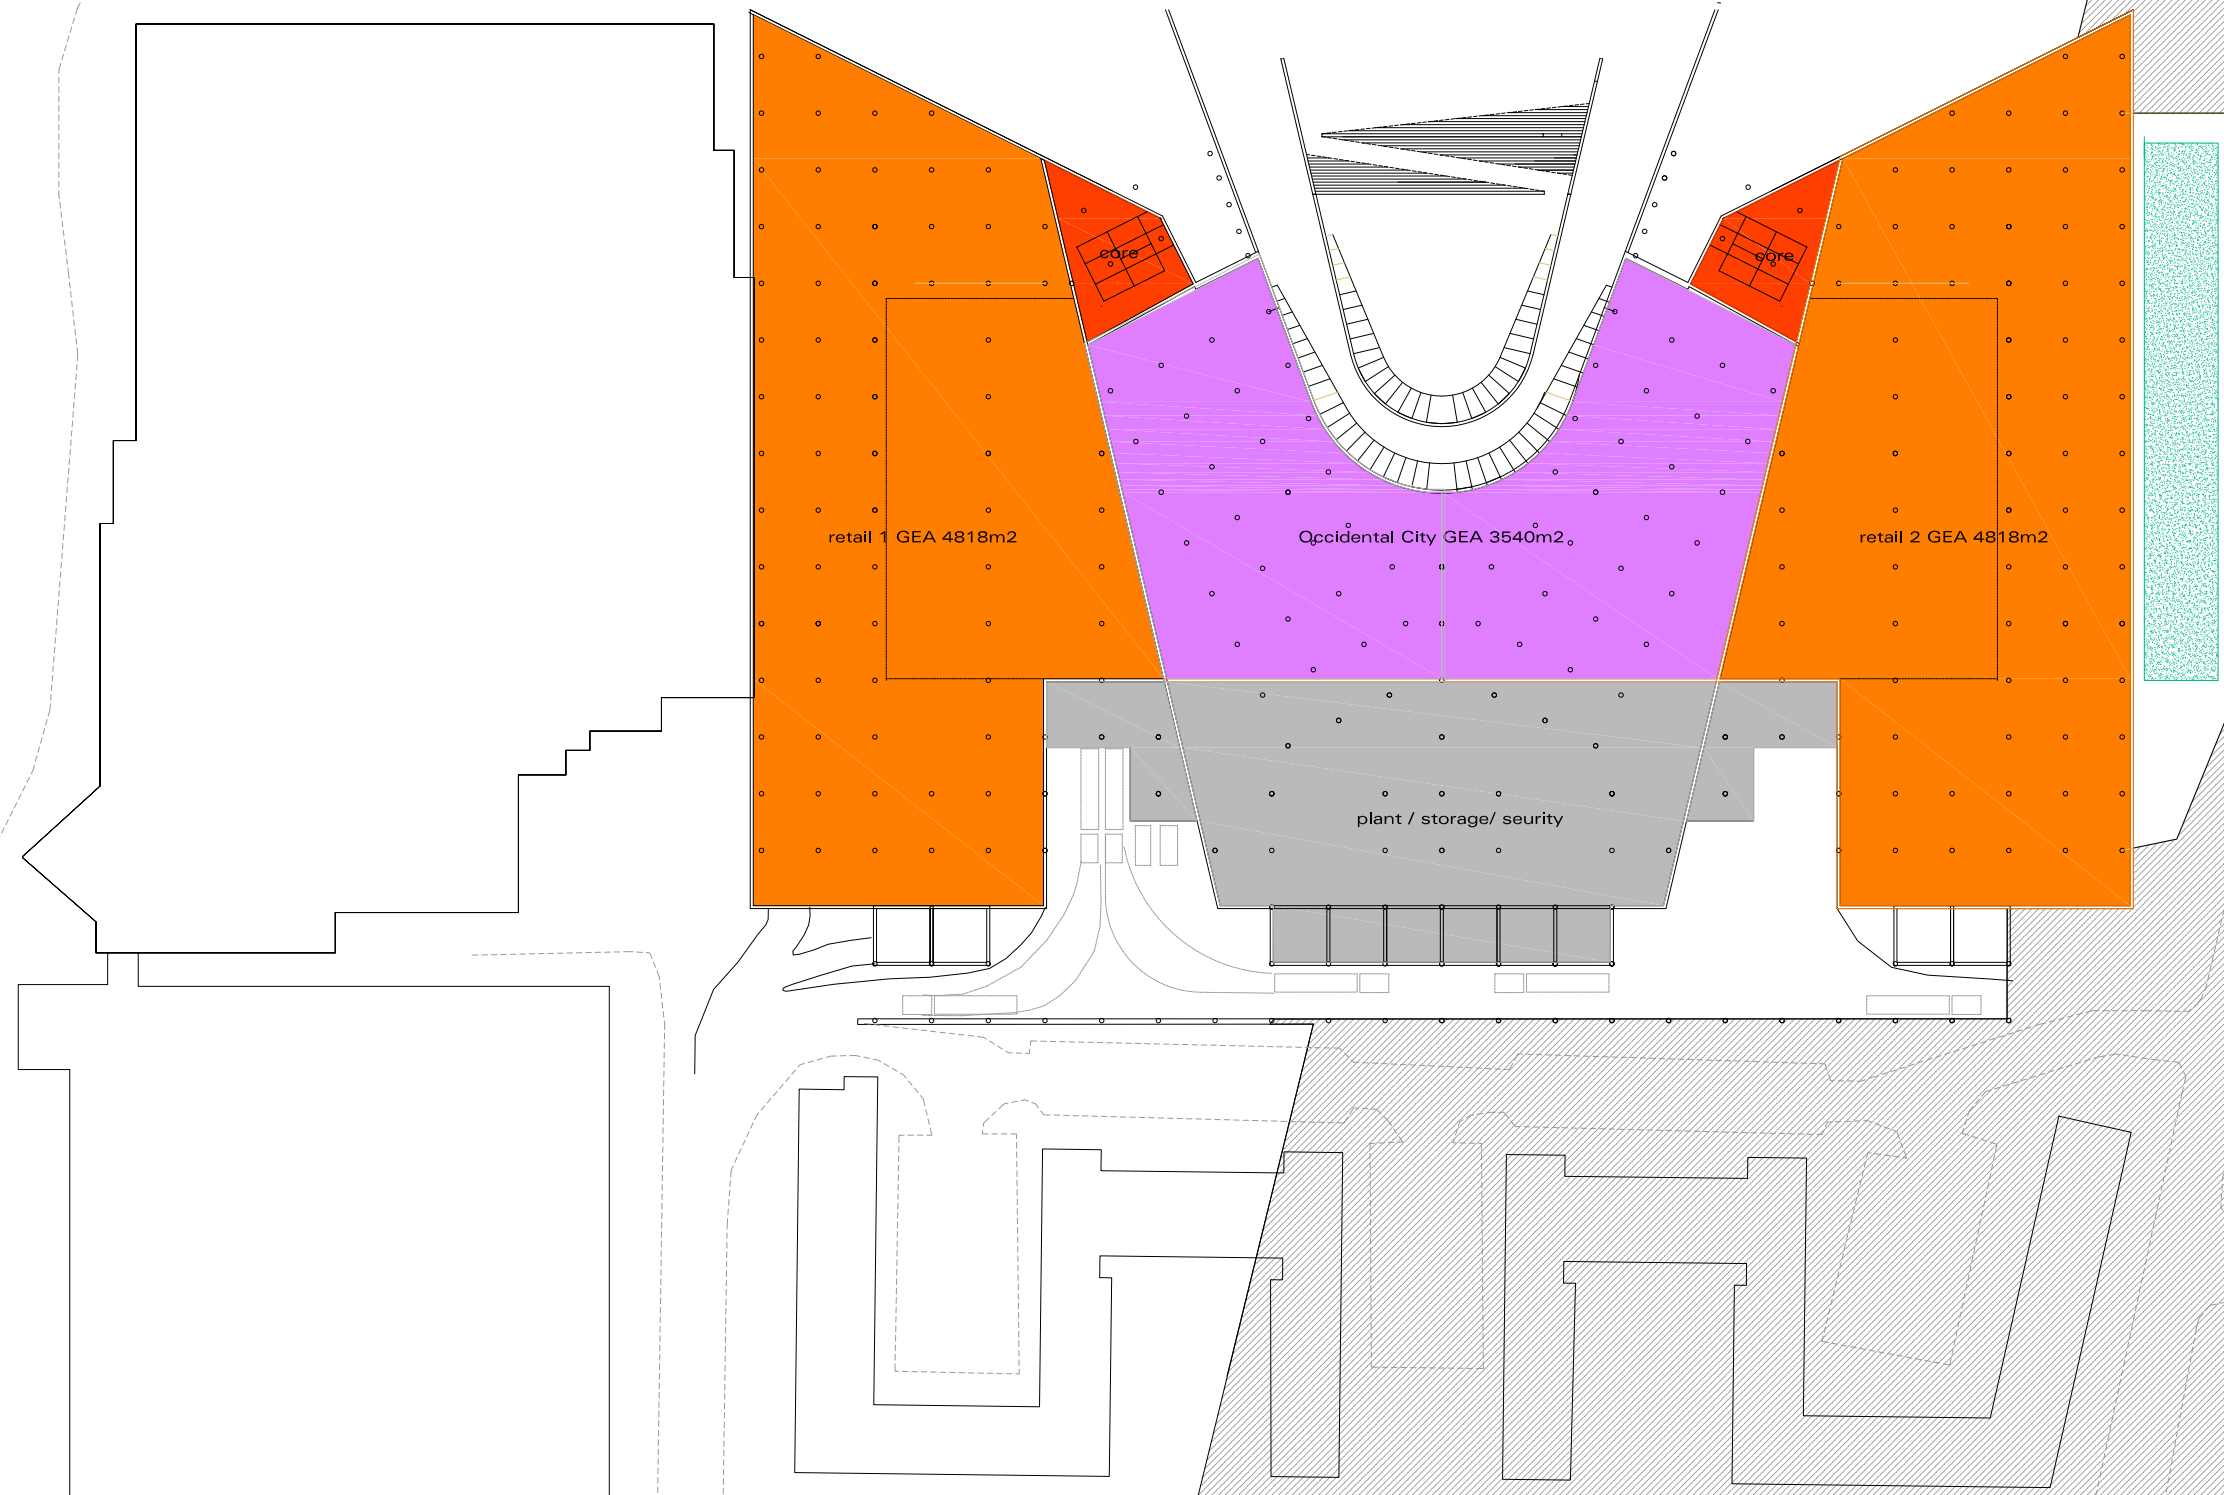 core
core
retail 1 GEA 4818m2
Occidental City GEA 3540m2
retail 2 GEA 4818m2
plant / storage/ seurity